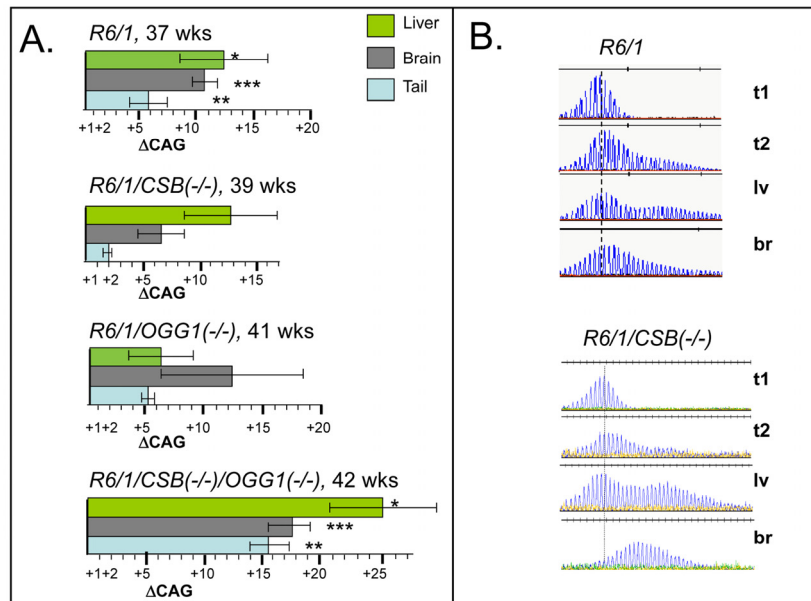 A.
R6/1, 37 wks
*
***
**
+1+2 +5 +10 +15 +20
ΔCAG
Liver
Brain
Tail
R6/1/CSB(-/-), 39 wks
+1 +2 +5 +10 +15
ΔCAG
R6/1/OGG1(-/-), 41 wks
+1+2 +5 +10 +15 +20
ΔCAG
R6/1/CSB(-/-)/OGG1(-/-), 42 wks
*
***
**
+1+2 +5 +10 +15 +20 +25
ΔCAG
B.
R6/1
t1
t2
lv
br
R6/1/CSB(-/-)
t1
t2
lv
br